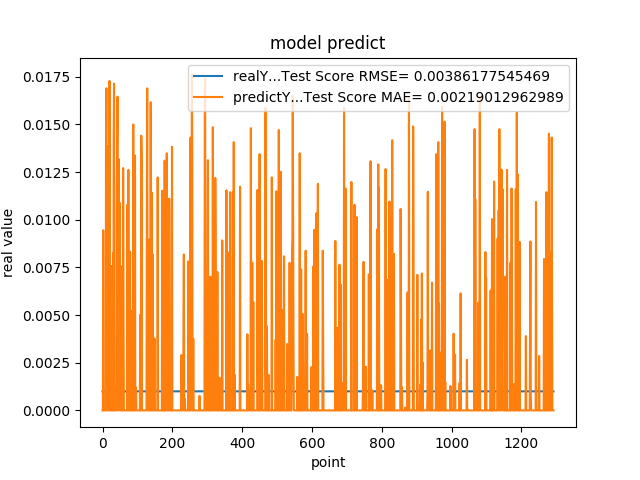 model predict
realY...Test Score RMSE= 0.00386177545469
predictY...Test Score MAE= 0.00219012962989
real value
0.0175
0.0150
0.0125
0.0100
0.0075
0.0050
0.0025
0.0000
0 200 400 600 800 1000 1200
point